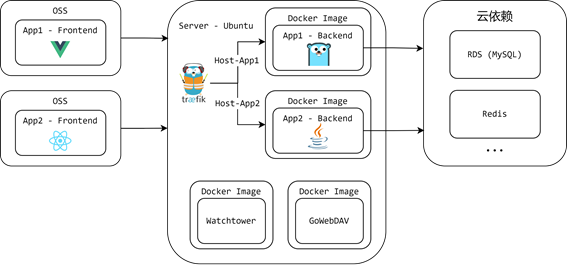 OSS
App1 - Frontend
OSS
App2 - Frontend
Server - Ubuntu
træfik
Host-App1
Host-App2
Docker Image
App1 - Backend
Docker Image
App2 - Backend
Docker Image
Watchtower
Docker Image
GoWebDAV
云依赖
RDS (MySQL)
Redis
...